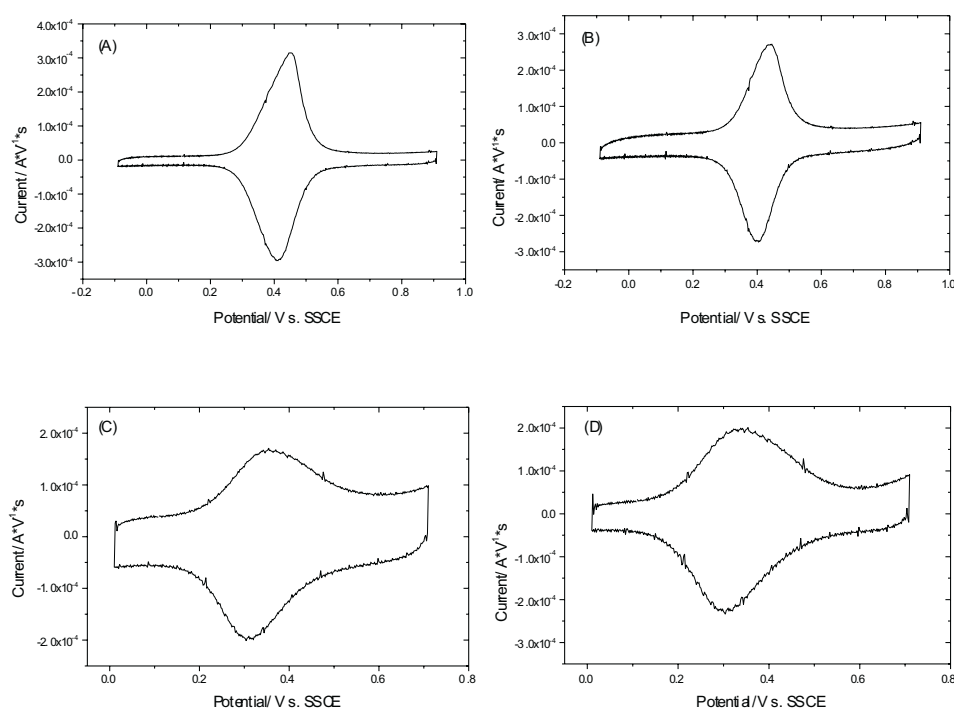 (A)
4.0x10⁻⁴
3.0x10⁻⁴
2.0x10⁻⁴
1.0x10⁻⁴
0.0
-1.0x10⁻⁴
-2.0x10⁻⁴
-3.0x10⁻⁴
Current/ A*V¹*s
-0.2 0.0 0.2 0.4 0.6 0.8 1.0
Potential/ V s. SSCE
(B)
3.0x10⁻⁴
2.0x10⁻⁴
1.0x10⁻⁴
0.0
-1.0x10⁻⁴
-2.0x10⁻⁴
-3.0x10⁻⁴
Current/ A*V¹*s
-0.2 0.0 0.2 0.4 0.6 0.8 1.0
Potential/ V s. SSCE
(C)
2.0x10⁻⁴
1.0x10⁻⁴
0.0
-1.0x10⁻⁴
-2.0x10⁻⁴
Current/ A*V¹*s
0.0 0.2 0.4 0.6 0.8
Potential/ V s. SSCE
(D)
2.0x10⁻⁴
1.0x10⁻⁴
0.0
-1.0x10⁻⁴
-2.0x10⁻⁴
-3.0x10⁻⁴
Current/ A*V¹*s
0.0 0.2 0.4 0.6 0.8
Potential/ V s. SSCE